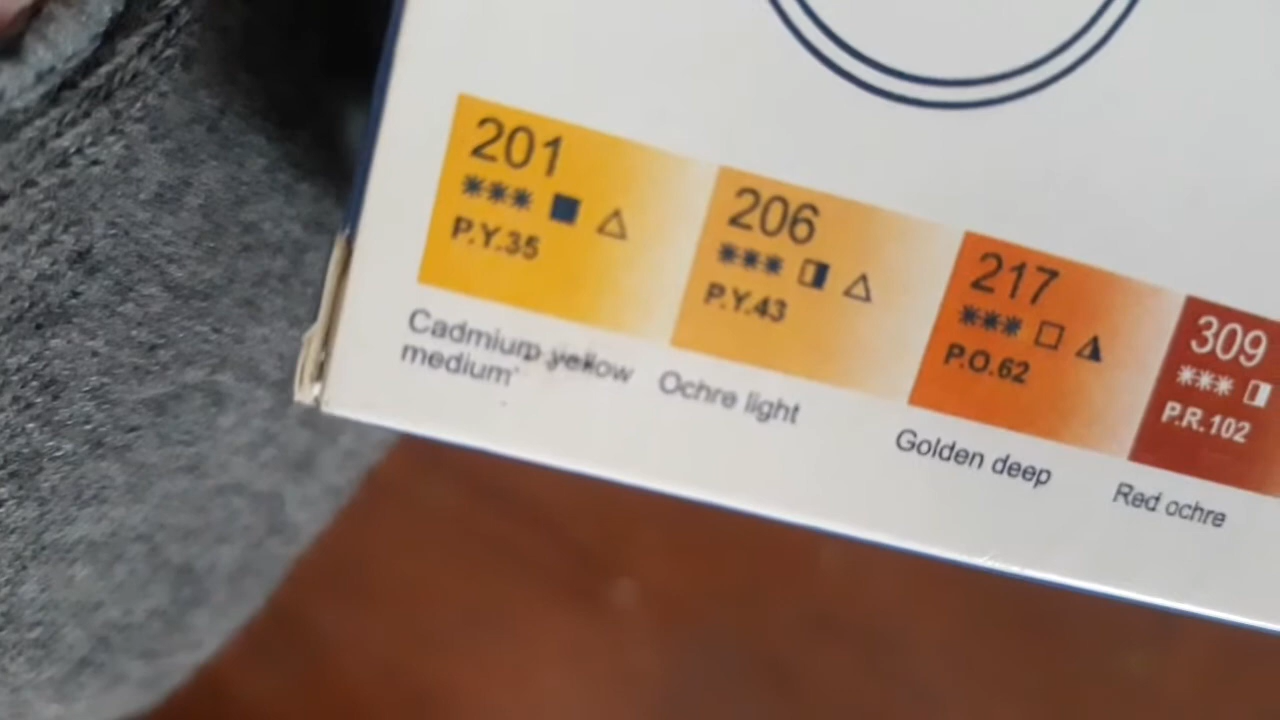 201
*** ■ △
P.Y.35
Cadmium yellow
medium*
206
*** ◨ △
P.Y.43
Ochre light
217
*** □ ◮
P.O.62
Golden deep
309
*** ◨
P.R.102
Red ochre